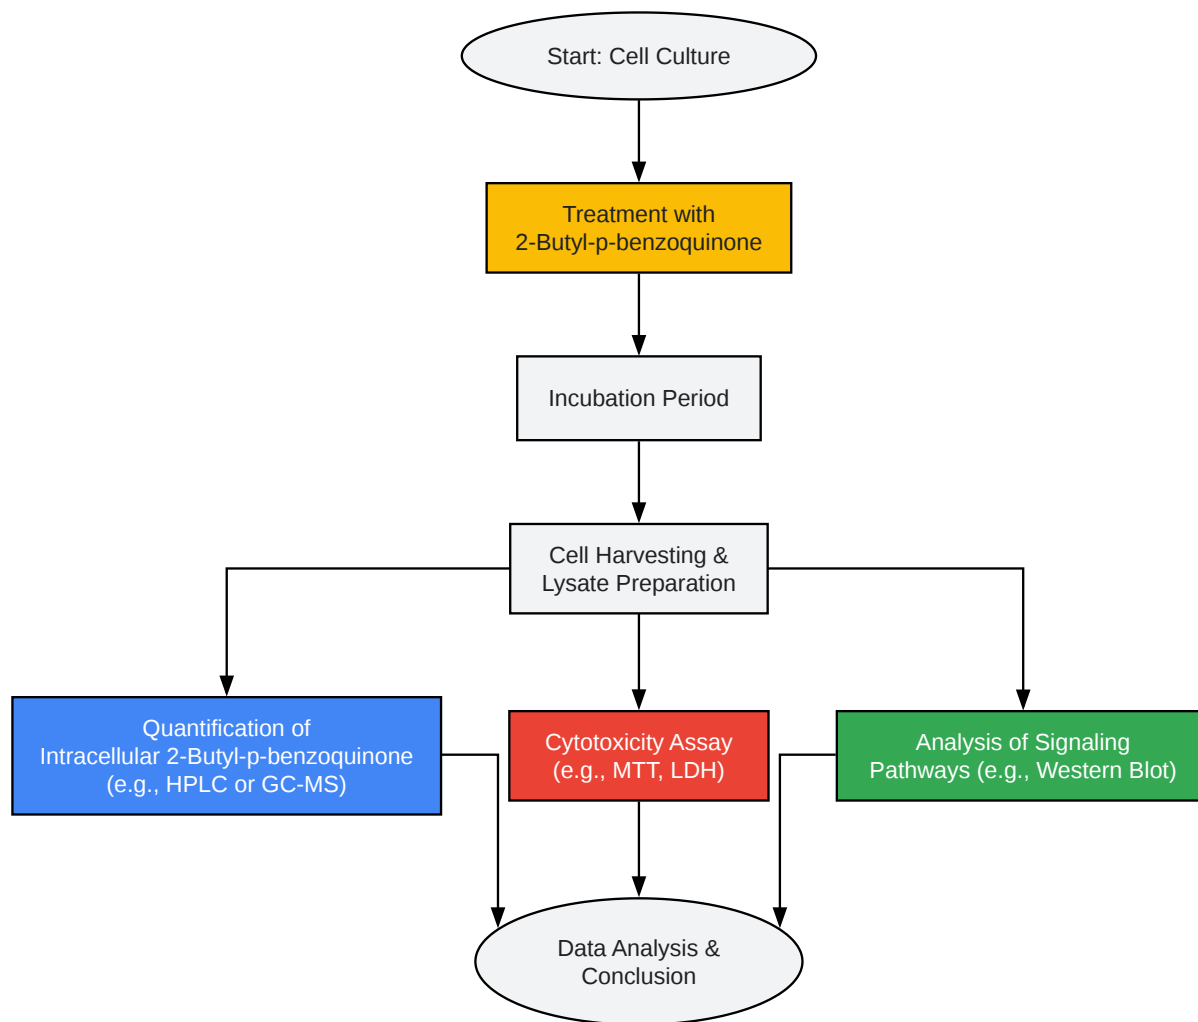 Start: Cell Culture
Treatment with
2-Butyl-p-benzoquinone
Incubation Period
Cell Harvesting &
Lysate Preparation
Quantification of
Intracellular 2-Butyl-p-benzoquinone
(e.g., HPLC or GC-MS)
Cytotoxicity Assay
(e.g., MTT, LDH)
Analysis of Signaling
Pathways (e.g., Western Blot)
Data Analysis &
Conclusion